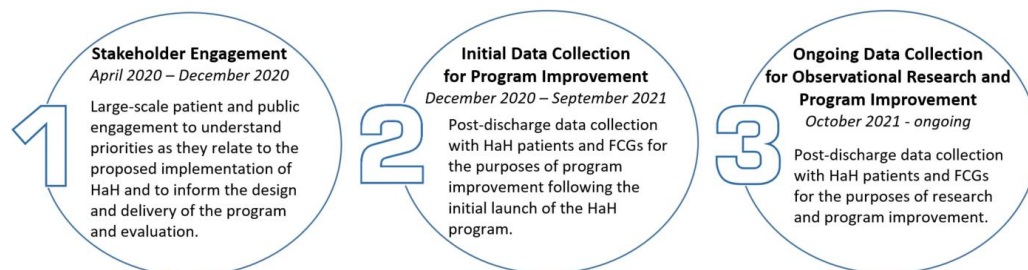 1
Stakeholder Engagement
April 2020 – December 2020
Large-scale patient and public
engagement to understand
priorities as they relate to the
proposed implementation of
HaH and to inform the design
and delivery of the program
and evaluation.
2
Initial Data Collection
for Program Improvement
December 2020 – September 2021
Post-discharge data collection
with HaH patients and FCGs for
the purposes of program
improvement following the
initial launch of the HaH
program.
3
Ongoing Data Collection
for Observational Research and
Program Improvement
October 2021 - ongoing
Post-discharge data collection
with HaH patients and FCGs
for the purposes of research
and program improvement.